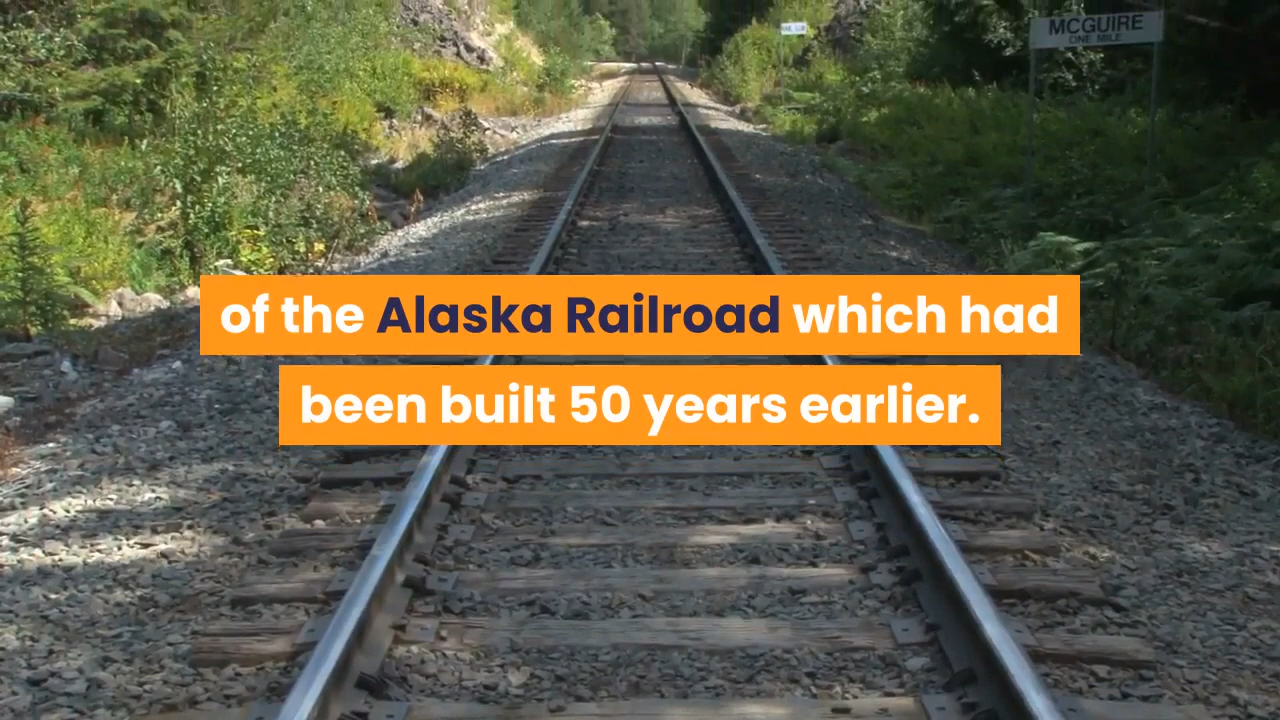 MCGUIRE
ONE MILE
of the Alaska Railroad which had
been built 50 years earlier.